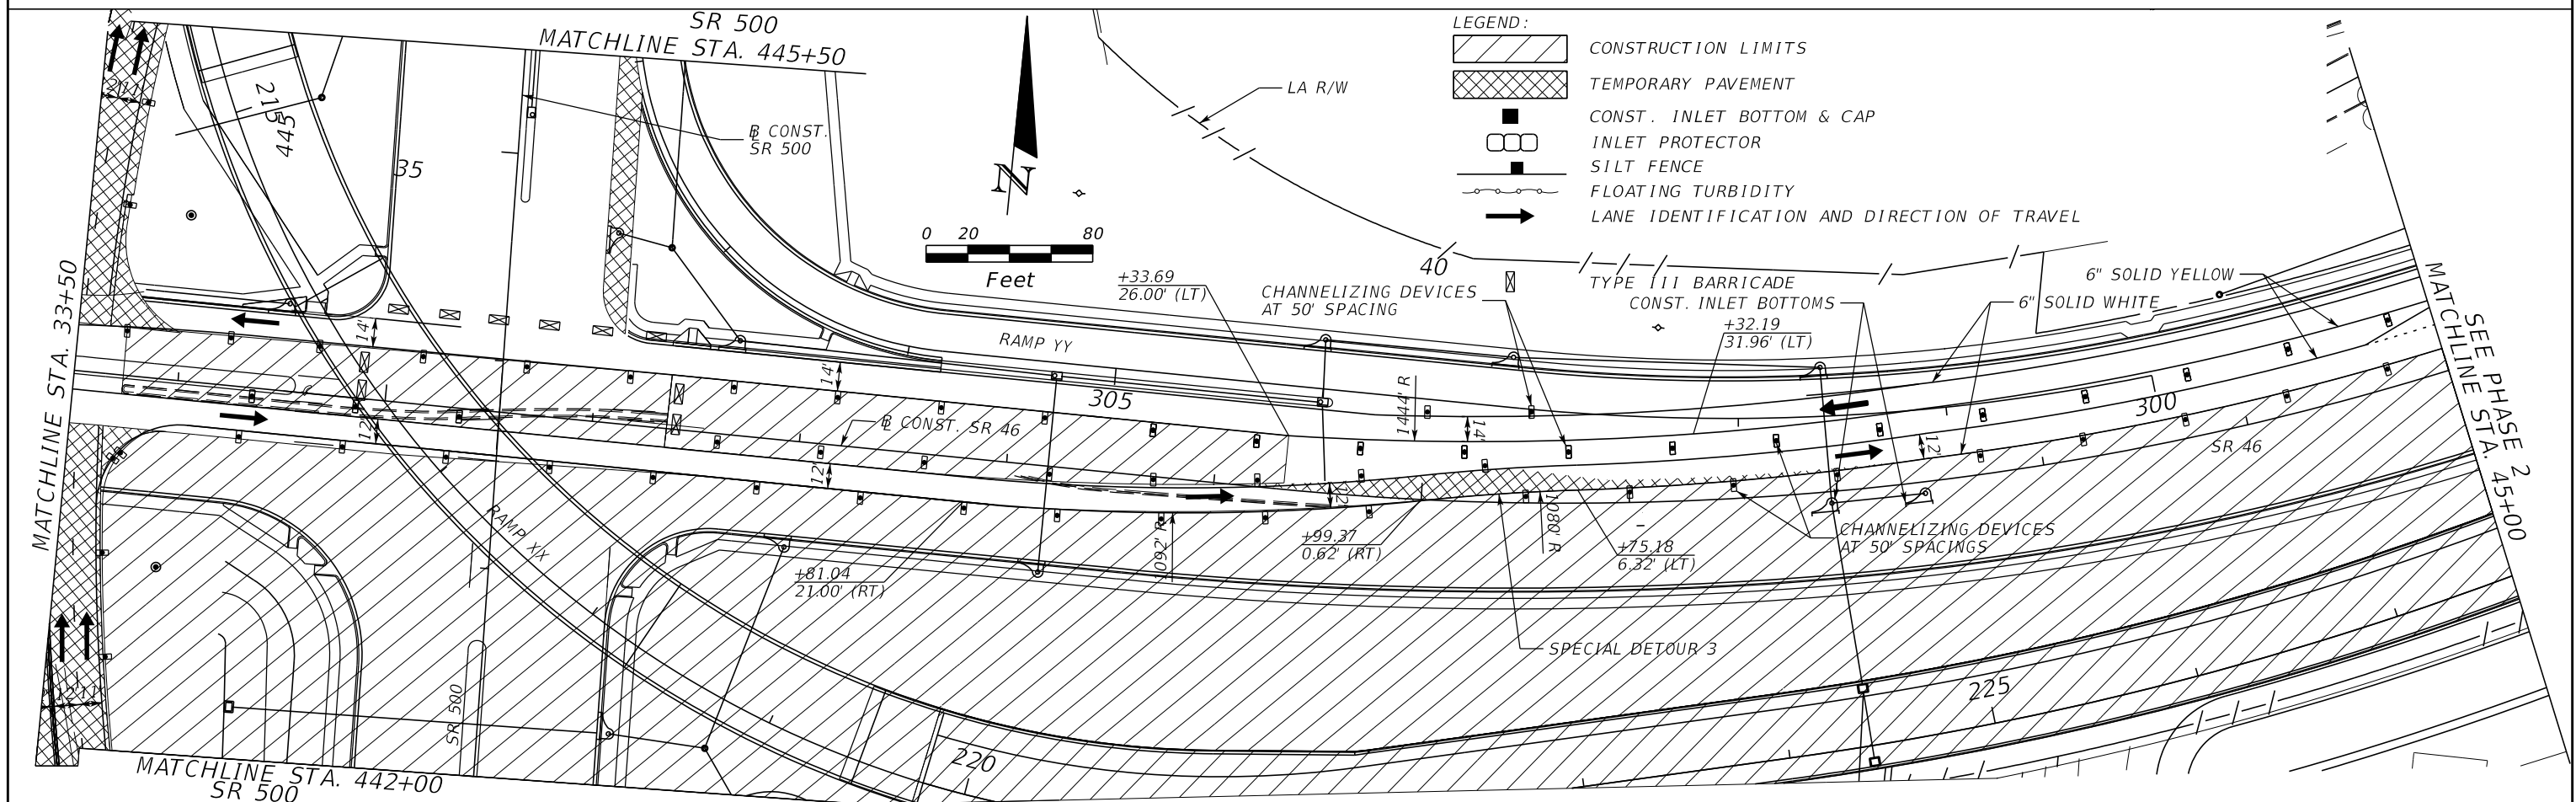 SR 500
MATCHLINE STA. 445+50
LEGEND:
CONSTRUCTION LIMITS
TEMPORARY PAVEMENT
CONST. INLET BOTTOM & CAP
INLET PROTECTOR
SILT FENCE
FLOATING TURBIDITY
LANE IDENTIFICATION AND DIRECTION OF TRAVEL
TYPE III BARRICADE
LA R/W
215
445
35
B CONST.
SR 500
N
0 20 80
Feet
40
+33.69
26.00' (LT)
CHANNELIZING DEVICES
AT 50' SPACING
CONST. INLET BOTTOMS
6" SOLID YELLOW
6" SOLID WHITE
+32.19
31.96' (LT)
MATCHLINE STA. 33+50
SEE PHASE 2
MATCHLINE STA. 45+00
14'
14'
RAMP YY
305
1444' R
14'
300
12'
B CONST. SR 46
12'
12'
12'
SR 46
RAMP X/X
1092' R
+99.37
0.62' (RT)
1080' R
+75.18
6.32' (LT)
CHANNELIZING DEVICES
AT 50' SPACINGS
+81.04
21.00' (RT)
SPECIAL DETOUR 3
SR 500
220
225
MATCHLINE STA. 442+00
SR 500